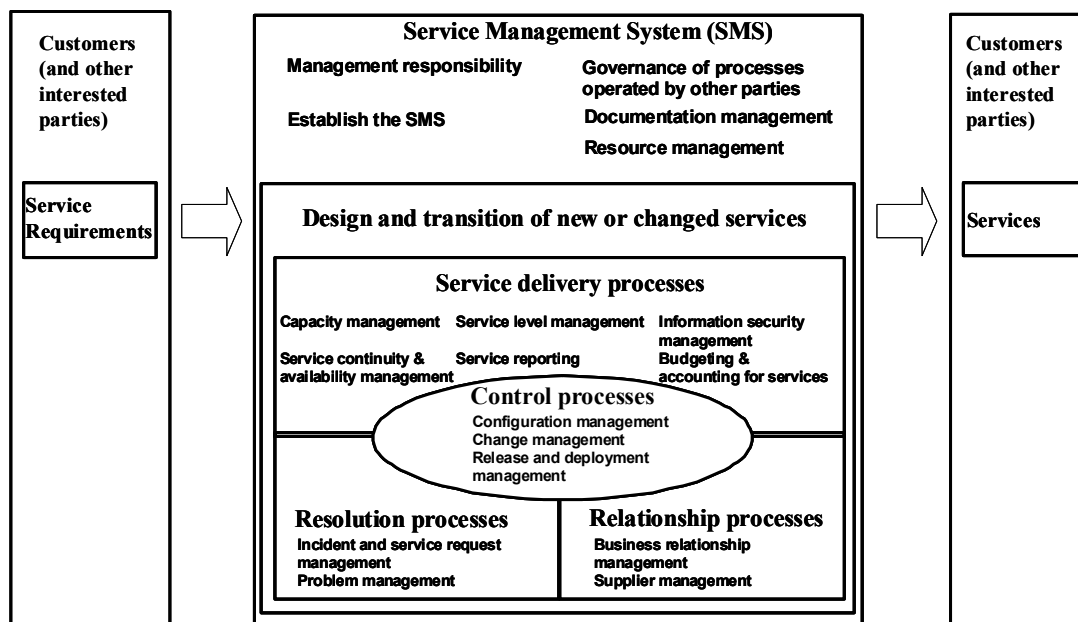 Customers
(and other
interested
parties)
Service
Requirements
Service Management System (SMS)
Management responsibility
Establish the SMS
Governance of processes
operated by other parties
Documentation management
Resource management
Design and transition of new or changed services
Service delivery processes
Capacity management
Service level management
Information security
management
Service continuity &
availability management
Service reporting
Budgeting &
accounting for services
Control processes
Configuration management
Change management
Release and deployment
management
Resolution processes
Incident and service request
management
Problem management
Relationship processes
Business relationship
management
Supplier management
Customers
(and other
interested
parties)
Services